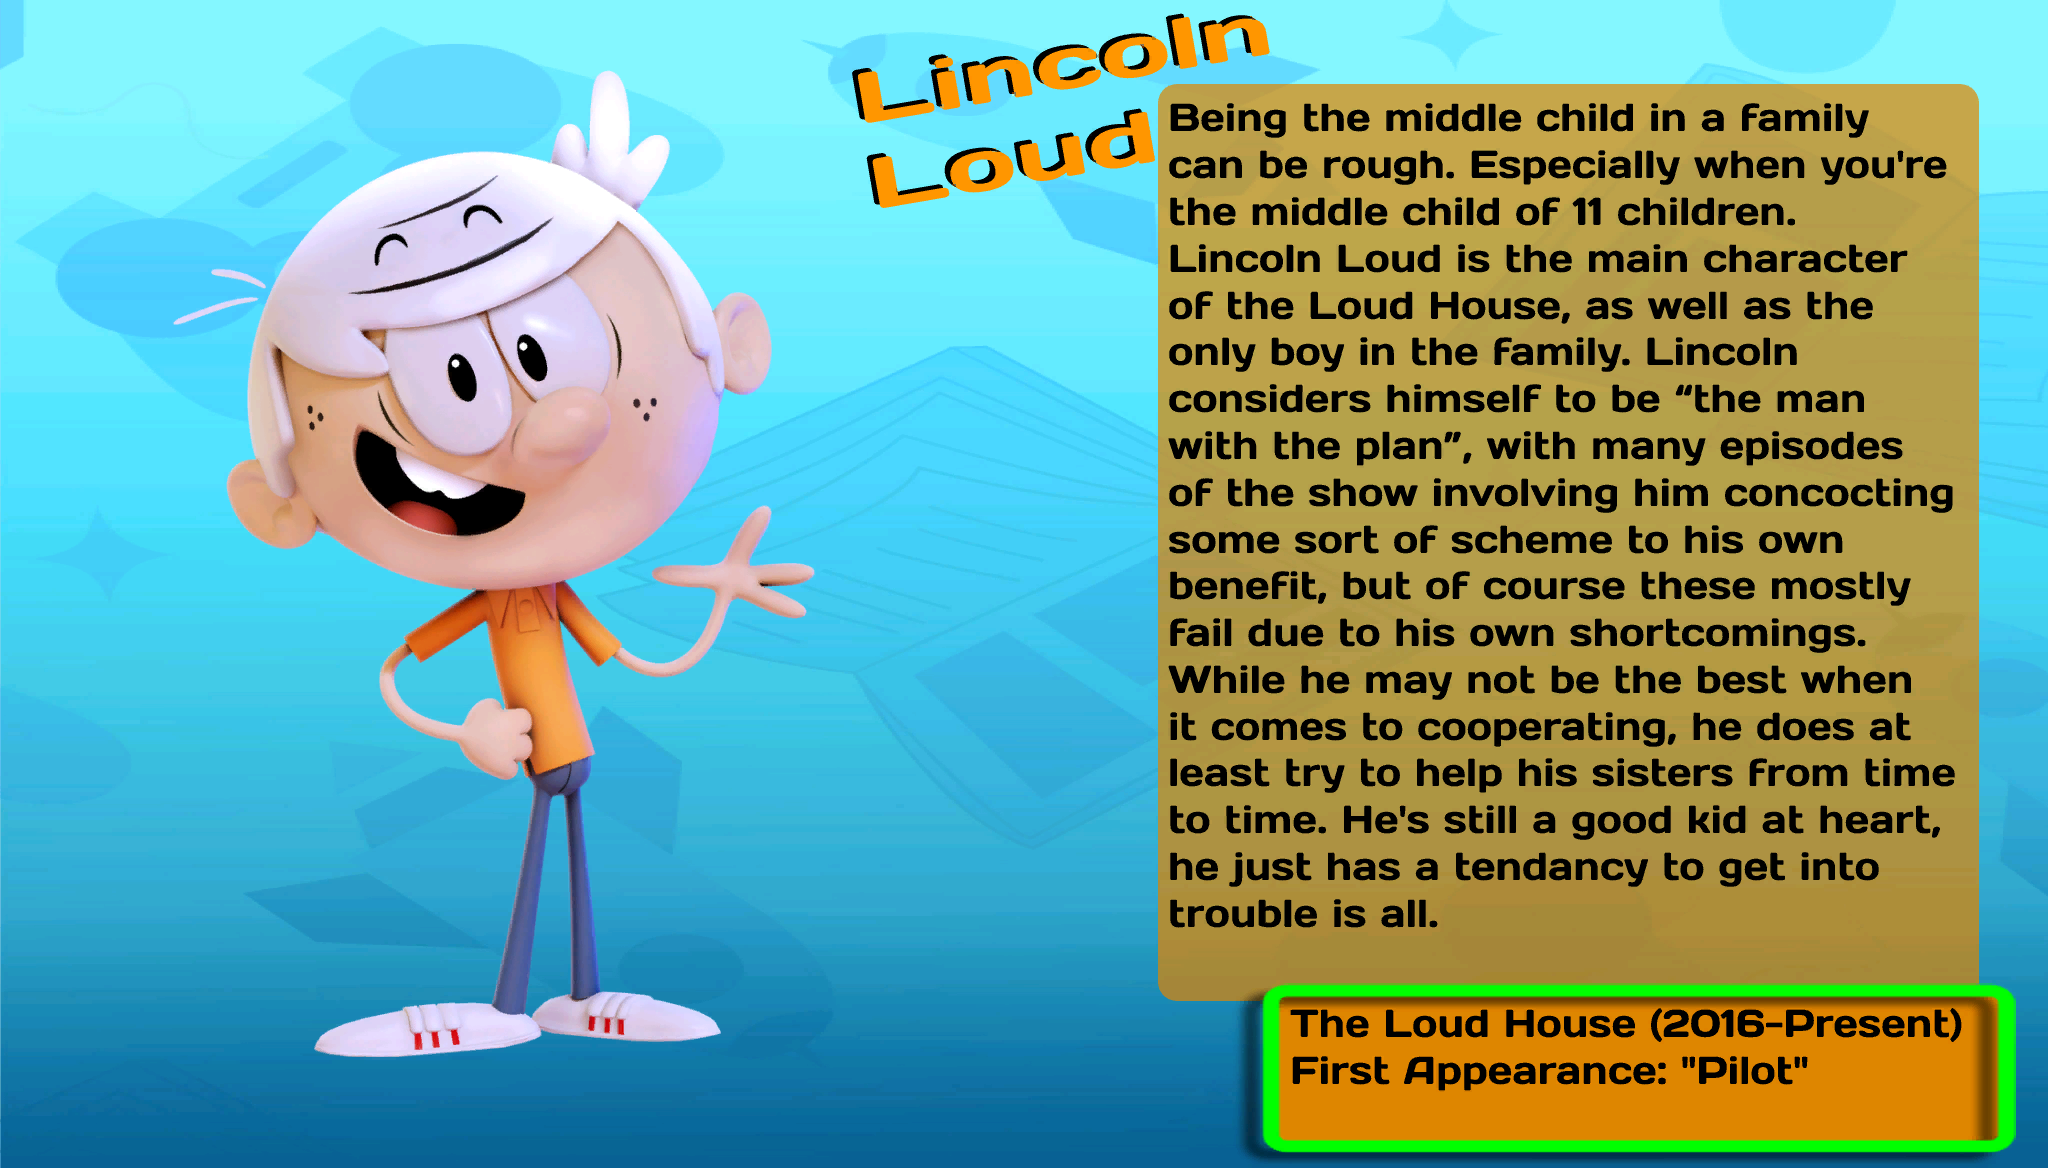 Lincoln
Loud
Being the middle child in a family
can be rough. Especially when you're
the middle child of 11 children.
Lincoln Loud is the main character
of the Loud House, as well as the
only boy in the family. Lincoln
considers himself to be “the man
with the plan”, with many episodes
of the show involving him concocting
some sort of scheme to his own
benefit, but of course these mostly
fail due to his own shortcomings.
While he may not be the best when
it comes to cooperating, he does at
least try to help his sisters from time
to time. He's still a good kid at heart,
he just has a tendancy to get into
trouble is all.
The Loud House (2016-Present)
First Appearance: "Pilot"